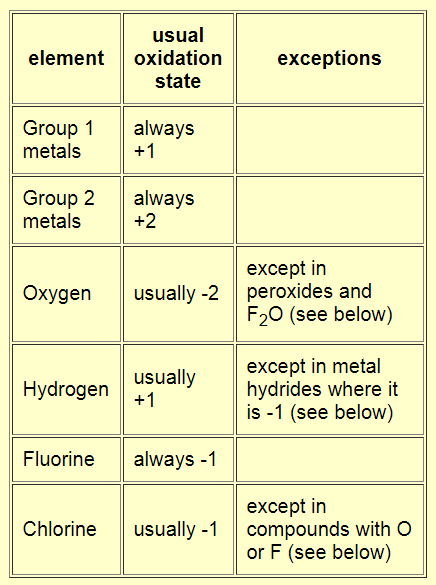 element
usual
oxidation
state
exceptions
Group 1
metals
always
+1
Group 2
metals
always
+2
Oxygen
usually -2
except in
peroxides and
F₂O (see below)
Hydrogen
usually
+1
except in metal
hydrides where it
is -1 (see below)
Fluorine
always -1
Chlorine
usually -1
except in
compounds with O
or F (see below)